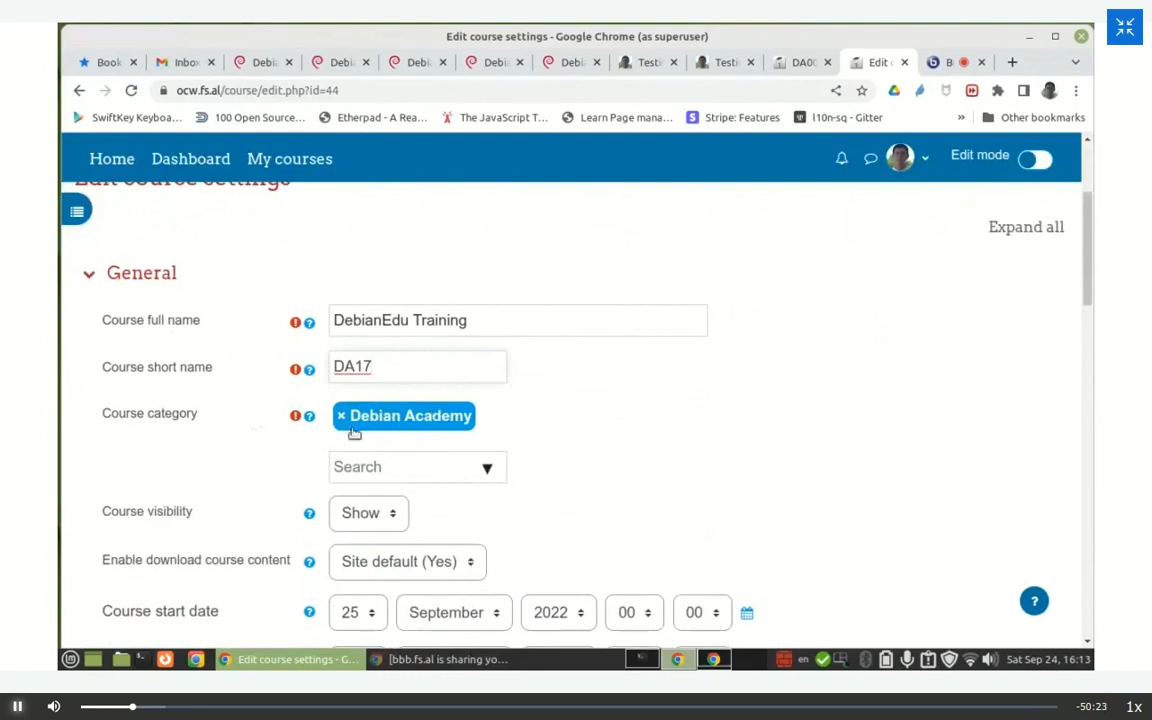 Edit course settings - Google Chrome (as superuser)
Book Inbox Debia Debi Debi Debi Debi Testi Testi DA00 Edit B
ocw.fs.al/course/edit.php?id=44
SwiftKey Keyboa... 100 Open Source... Etherpad - A Rea... The JavaScript T... Learn Page mana... Stripe: Features l10n-sq - Gitter » Other bookmarks
Home Dashboard My courses Edit mode
Edit course settings
Expand all
General
Course full name DebianEdu Training
Course short name DA17
Course category × Debian Academy
Search
Course visibility Show
Enable download course content Site default (Yes)
Course start date 25 September 2022 00 00
Edit course settings - G... [bbb.fs.al is sharing yo... en Sat Sep 24, 16:13
-50:23 1x